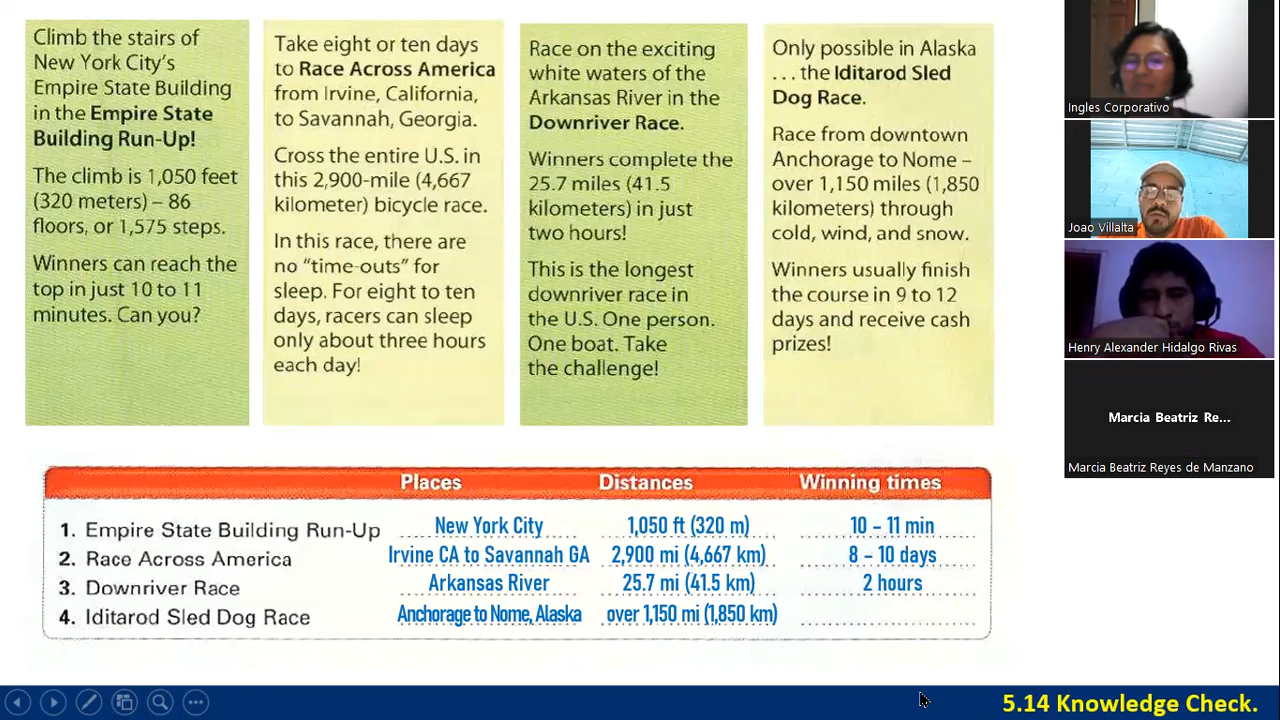 Climb the stairs of
New York City's
Empire State Building
in the Empire State
Building Run-Up!
The climb is 1,050 feet
(320 meters) – 86
floors, or 1,575 steps.
Winners can reach the
top in just 10 to 11
minutes. Can you?
Take eight or ten days
to Race Across America
from Irvine, California,
to Savannah, Georgia.
Cross the entire U.S. in
this 2,900-mile (4,667
kilometer) bicycle race.
In this race, there are
no "time-outs" for
sleep. For eight to ten
days, racers can sleep
only about three hours
each day!
Race on the exciting
white waters of the
Arkansas River in the
Downriver Race.
Winners complete the
25.7 miles (41.5
kilometers) in just
two hours!
This is the longest
downriver race in
the U.S. One person.
One boat. Take
the challenge!
Only possible in Alaska
... the Iditarod Sled
Dog Race.
Race from downtown
Anchorage to Nome –
over 1,150 miles (1,850
kilometers) through
cold, wind, and snow.
Winners usually finish
the course in 9 to 12
days and receive cash
prizes!
Places Distances Winning times
1. Empire State Building Run-Up New York City 1,050 ft (320 m) 10 – 11 min
2. Race Across America Irvine CA to Savannah GA 2,900 mi (4,667 km) 8 – 10 days
3. Downriver Race Arkansas River 25.7 mi (41.5 km) 2 hours
4. Iditarod Sled Dog Race Anchorage to Nome, Alaska over 1,150 mi (1,850 km)
5.14 Knowledge Check.
Ingles Corporativo
Joao Villalta
Henry Alexander Hidalgo Rivas
Marcia Beatriz Re...
Marcia Beatriz Reyes de Manzano